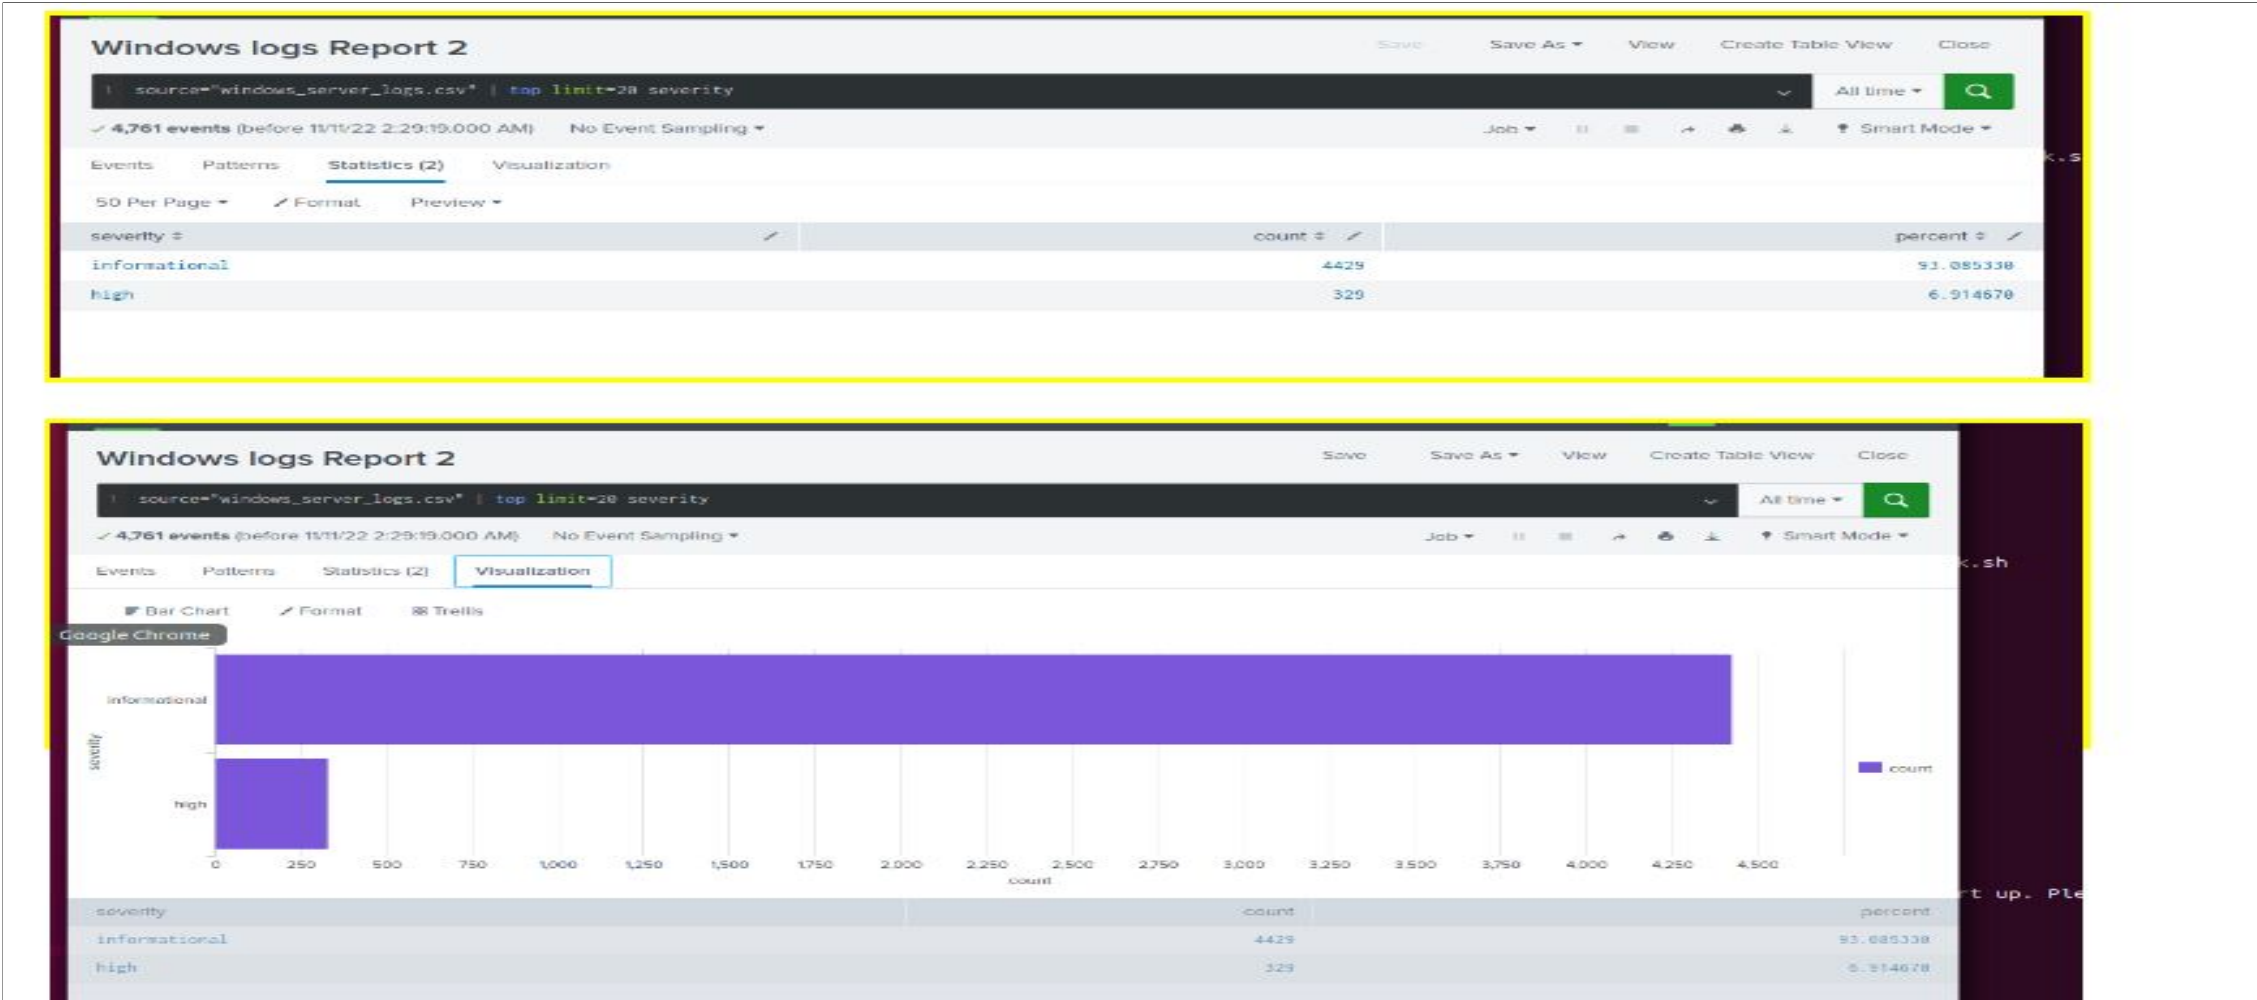 Windows logs Report 2
Save Save As View Create Table View Close
1 source="windows_server_logs.csv" | top limit=20 severity All time
4,761 events (before 11/11/22 2:29:19.000 AM) No Event Sampling Job Smart Mode
k.s
Events Patterns Statistics (2) Visualization
50 Per Page Format Preview
severity count percent
informational 4429 93.085330
high 329 6.914670
Windows logs Report 2
Save Save As View Create Table View Close
1 source="windows_server_logs.csv" | top limit=20 severity All time
4,761 events (before 11/11/22 2:29:19.000 AM) No Event Sampling Job Smart Mode
k.sh
Events Patterns Statistics (2) Visualization
Bar Chart Format Trellis
Google Chrome
informational
severity
count
high
0 250 500 750 1,000 1,250 1,500 1,750 2,000 2,250 2,500 2,750 3,000 3,250 3,500 3,750 4,000 4,250 4,500
count
rt up. Ple
severity count percent
informational 4429 93.085330
high 329 6.914670